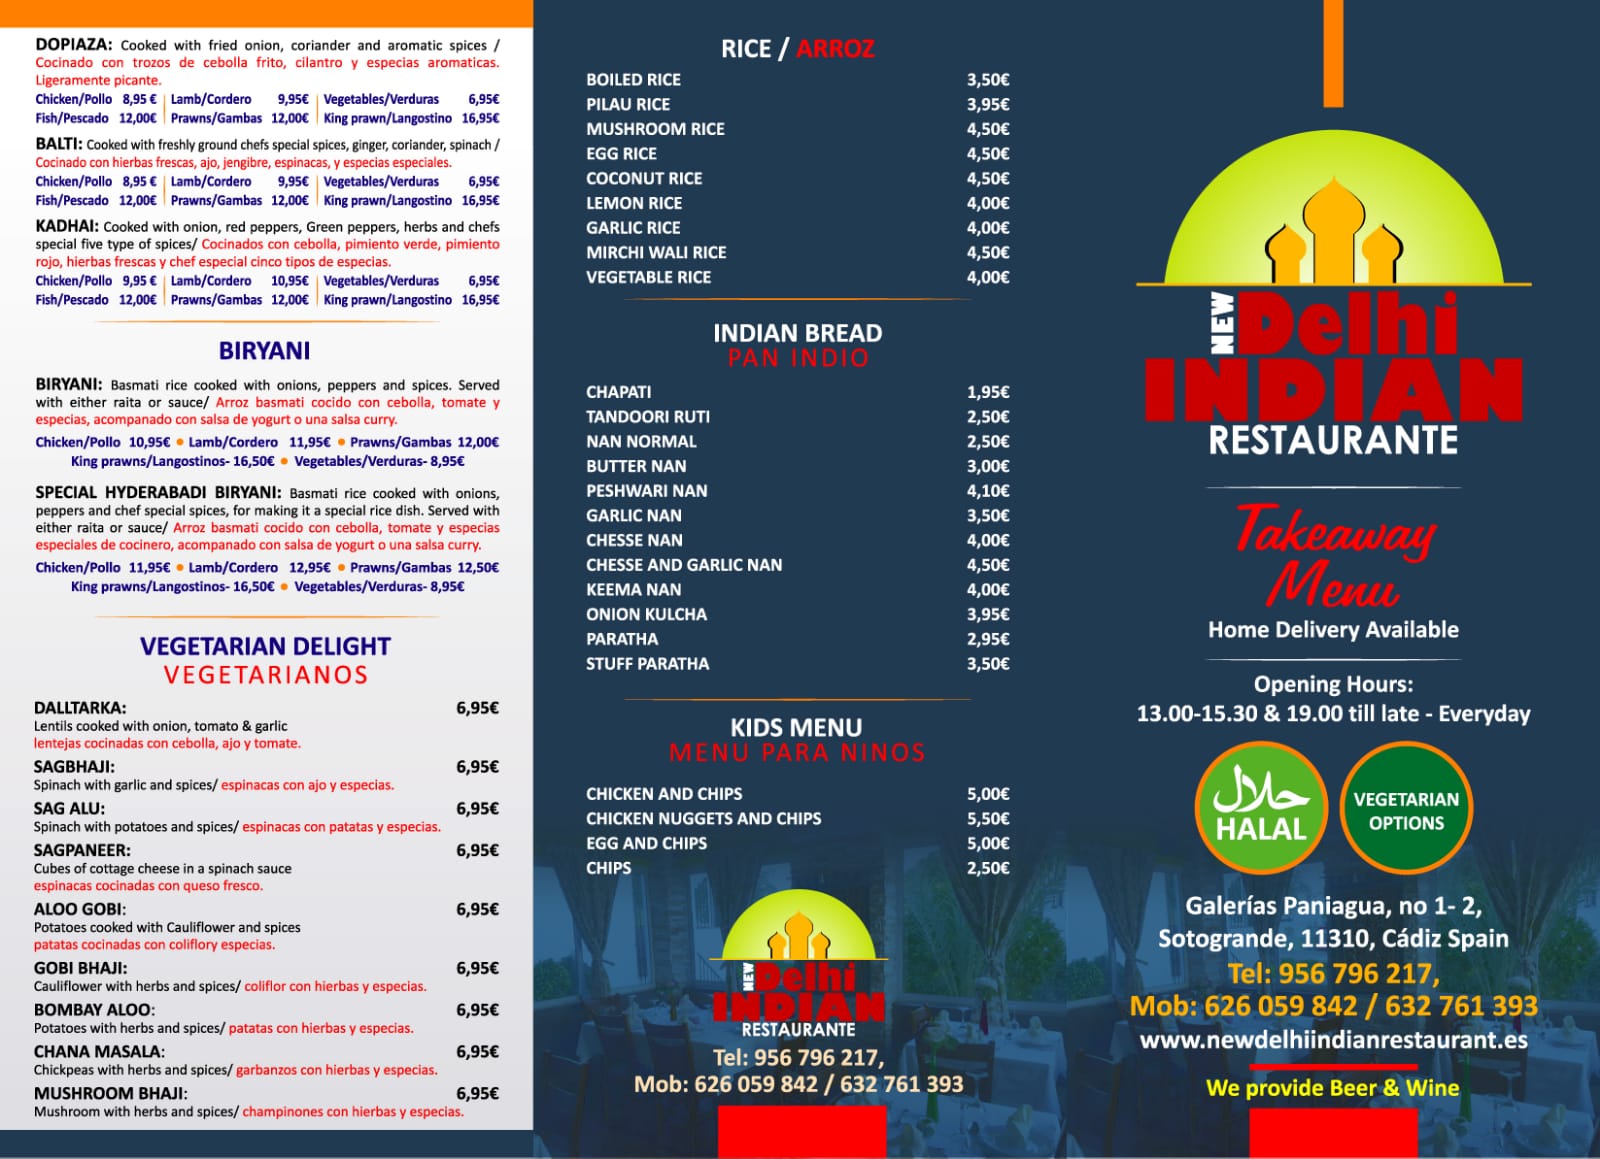 DOPIAZA: Cooked with fried onion, coriander and aromatic spices /
Cocinado con trozos de cebolla frito, cilantro y especias aromaticas.
Ligeramente picante.
Chicken/Pollo 8,95 € Lamb/Cordero 9,95€ Vegetables/Verduras 6,95€
Fish/Pescado 12,00€ Prawns/Gambas 12,00€ King prawn/Langostino 16,95€
BALTI: Cooked with freshly ground chefs special spices, ginger, coriander, spinach /
Cocinado con hierbas frescas, ajo, jengibre, espinacas, y especias especiales.
Chicken/Pollo 8,95 € Lamb/Cordero 9,95€ Vegetables/Verduras 6,95€
Fish/Pescado 12,00€ Prawns/Gambas 12,00€ King prawn/Langostino 16,95€
KADHAI: Cooked with onion, red peppers, Green peppers, herbs and chefs
special five type of spices/ Cocinados con cebolla, pimiento verde, pimiento
rojo, hierbas frescas y chef especial cinco tipos de especias.
Chicken/Pollo 9,95 € Lamb/Cordero 10,95€ Vegetables/Verduras 6,95€
Fish/Pescado 12,00€ Prawns/Gambas 12,00€ King prawn/Langostino 16,95€
BIRYANI
BIRYANI: Basmati rice cooked with onions, peppers and spices. Served
with either raita or sauce/ Arroz basmati cocido con cebolla, tomate y
especias, acompanado con salsa de yogurt o una salsa curry.
Chicken/Pollo 10,95€ • Lamb/Cordero 11,95€ • Prawns/Gambas 12,00€
King prawns/Langostinos- 16,50€ • Vegetables/Verduras- 8,95€
SPECIAL HYDERABADI BIRYANI: Basmati rice cooked with onions,
peppers and chef special spices, for making it a special rice dish. Served with
either raita or sauce/ Arroz basmati cocido con cebolla, tomate y especias
especiales de cocinero, acompanado con salsa de yogurt o una salsa curry.
Chicken/Pollo 11,95€ • Lamb/Cordero 12,95€ • Prawns/Gambas 12,50€
King prawns/Langostinos- 16,50€ • Vegetables/Verduras- 8,95€
VEGETARIAN DELIGHT
VEGETARIANOS
DALLTARKA: 6,95€
Lentils cooked with onion, tomato & garlic
lentejas cocinadas con cebolla, ajo y tomate.
SAGBHAJI: 6,95€
Spinach with garlic and spices/ espinacas con ajo y especias.
SAG ALU: 6,95€
Spinach with potatoes and spices/ espinacas con patatas y especias.
SAGPANEER: 6,95€
Cubes of cottage cheese in a spinach sauce
espinacas cocinadas con queso fresco.
ALOO GOBI: 6,95€
Potatoes cooked with Cauliflower and spices
patatas cocinadas con coliflory especias.
GOBI BHAJI: 6,95€
Cauliflower with herbs and spices/ coliflor con hierbas y especias.
BOMBAY ALOO: 6,95€
Potatoes with herbs and spices/ patatas con hierbas y especias.
CHANA MASALA: 6,95€
Chickpeas with herbs and spices/ garbanzos con hierbas y especias.
MUSHROOM BHAJI: 6,95€
Mushroom with herbs and spices/ champinones con hierbas y especias.
RICE / ARROZ
BOILED RICE 3,50€
PILAU RICE 3,95€
MUSHROOM RICE 4,50€
EGG RICE 4,50€
COCONUT RICE 4,50€
LEMON RICE 4,00€
GARLIC RICE 4,00€
MIRCHI WALI RICE 4,50€
VEGETABLE RICE 4,00€
INDIAN BREAD
PAN INDIO
CHAPATI 1,95€
TANDOORI RUTI 2,50€
NAN NORMAL 2,50€
BUTTER NAN 3,00€
PESHWARI NAN 4,10€
GARLIC NAN 3,50€
CHESSE NAN 4,00€
CHESSE AND GARLIC NAN 4,50€
KEEMA NAN 4,00€
ONION KULCHA 3,95€
PARATHA 2,95€
STUFF PARATHA 3,50€
KIDS MENU
MENU PARA NINOS
CHICKEN AND CHIPS 5,00€
CHICKEN NUGGETS AND CHIPS 5,50€
EGG AND CHIPS 5,00€
CHIPS 2,50€
NEW Delhi
INDIAN
RESTAURANTE
Tel: 956 796 217,
Mob: 626 059 842 / 632 761 393
NEW Delhi
INDIAN
RESTAURANTE
Takeaway
Menu
Home Delivery Available
Opening Hours:
13.00-15.30 & 19.00 till late - Everyday
حلال
HALAL
VEGETARIAN
OPTIONS
Galerías Paniagua, no 1- 2,
Sotogrande, 11310, Cádiz Spain
Tel: 956 796 217,
Mob: 626 059 842 / 632 761 393
www.newdelhiindianrestaurant.es
We provide Beer & Wine